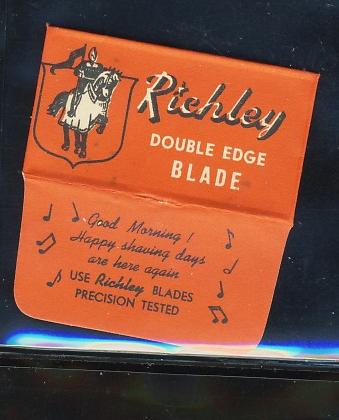 Richley
DOUBLE EDGE
BLADE
Good Morning!
Happy shaving days
are here again
USE Richley BLADES
PRECISION TESTED